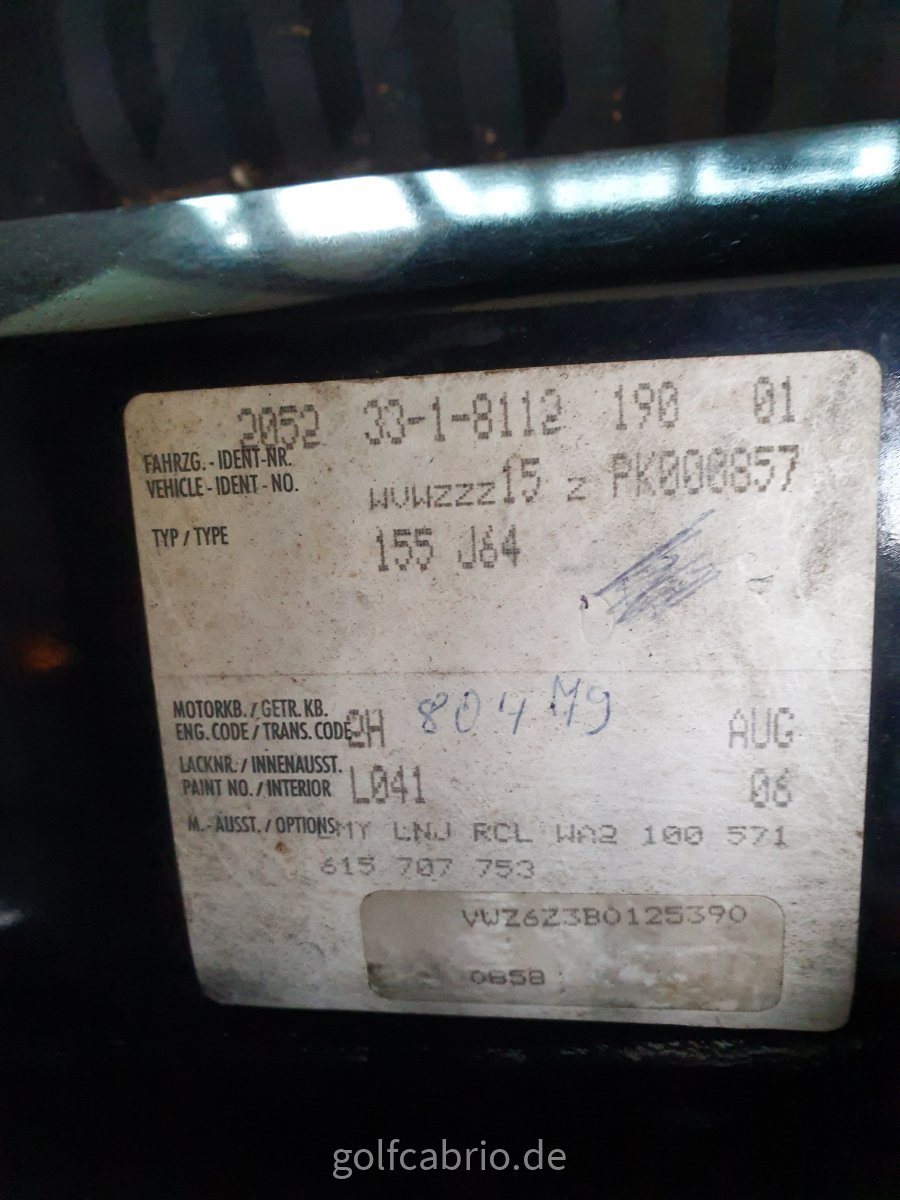 2052 33-1-8112 190 01
FAHRZG.-IDENT-NR.
VEHICLE-IDENT-NO. WVWZZZ15 Z PK000857
TYP/TYPE 155 J64
MOTORKB./GETR.KB.
ENG.CODE/TRANS.CODE 2H 804 M9 AUG
LACKNR./INNENAUSST.
PAINT NO./INTERIOR L041 06
M.-AUSST./OPTIONS LNJ RCL WA2 100 571
615 707 753
VWZ6Z3B0125390
0858
golfcabrio.de